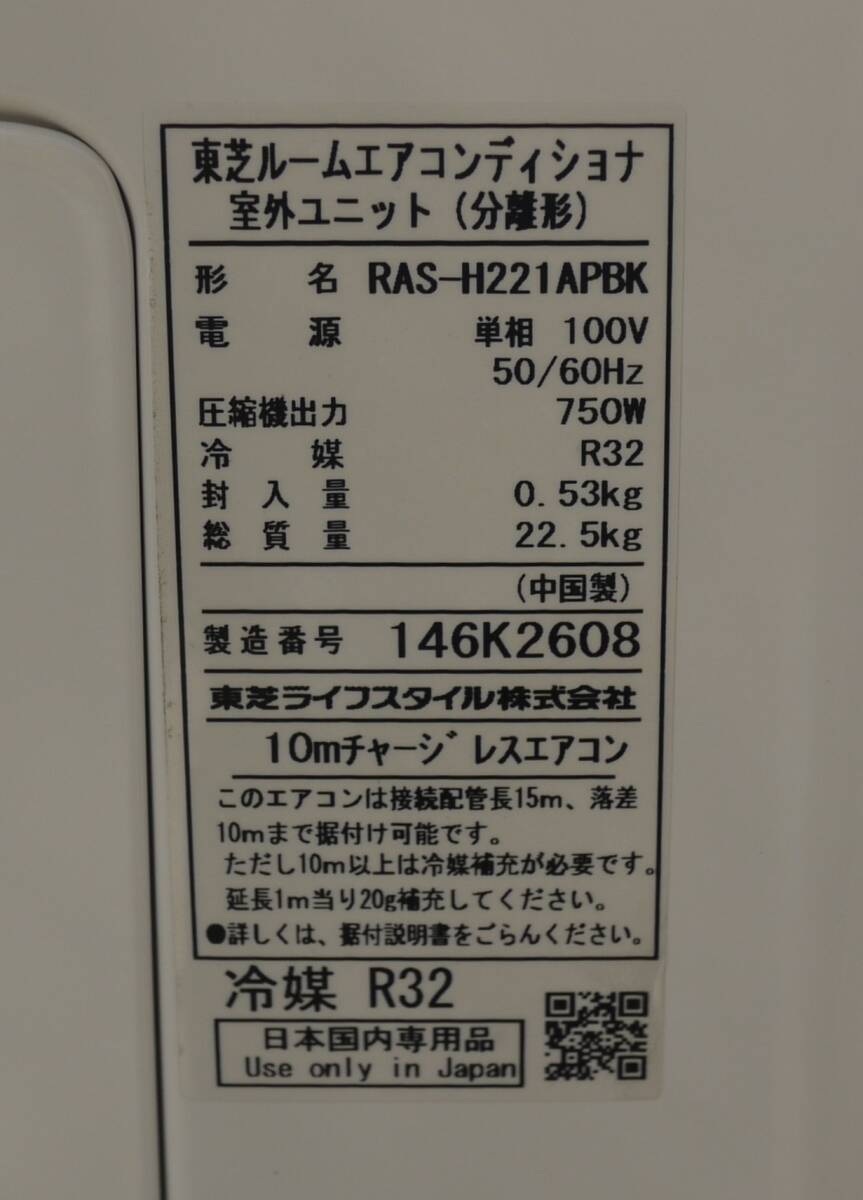 東芝ルームエアコンディショナ
室外ユニット（分離形）
形名 RAS-H221APBK
電源 単相 100V
50/60Hz
圧縮機出力 750W
冷媒 R32
封入量 0.53kg
総質量 22.5kg
（中国製）
製造番号 146K2608
東芝ライフスタイル株式会社
10mチャージレスエアコン
このエアコンは接続配管長15m、落差
10mまで据付け可能です。
ただし10m以上は冷媒補充が必要です。
延長1m当り20g補充してください。
●詳しくは、据付説明書をごらんください。
冷媒 R32
日本国内専用品
Use only in Japan